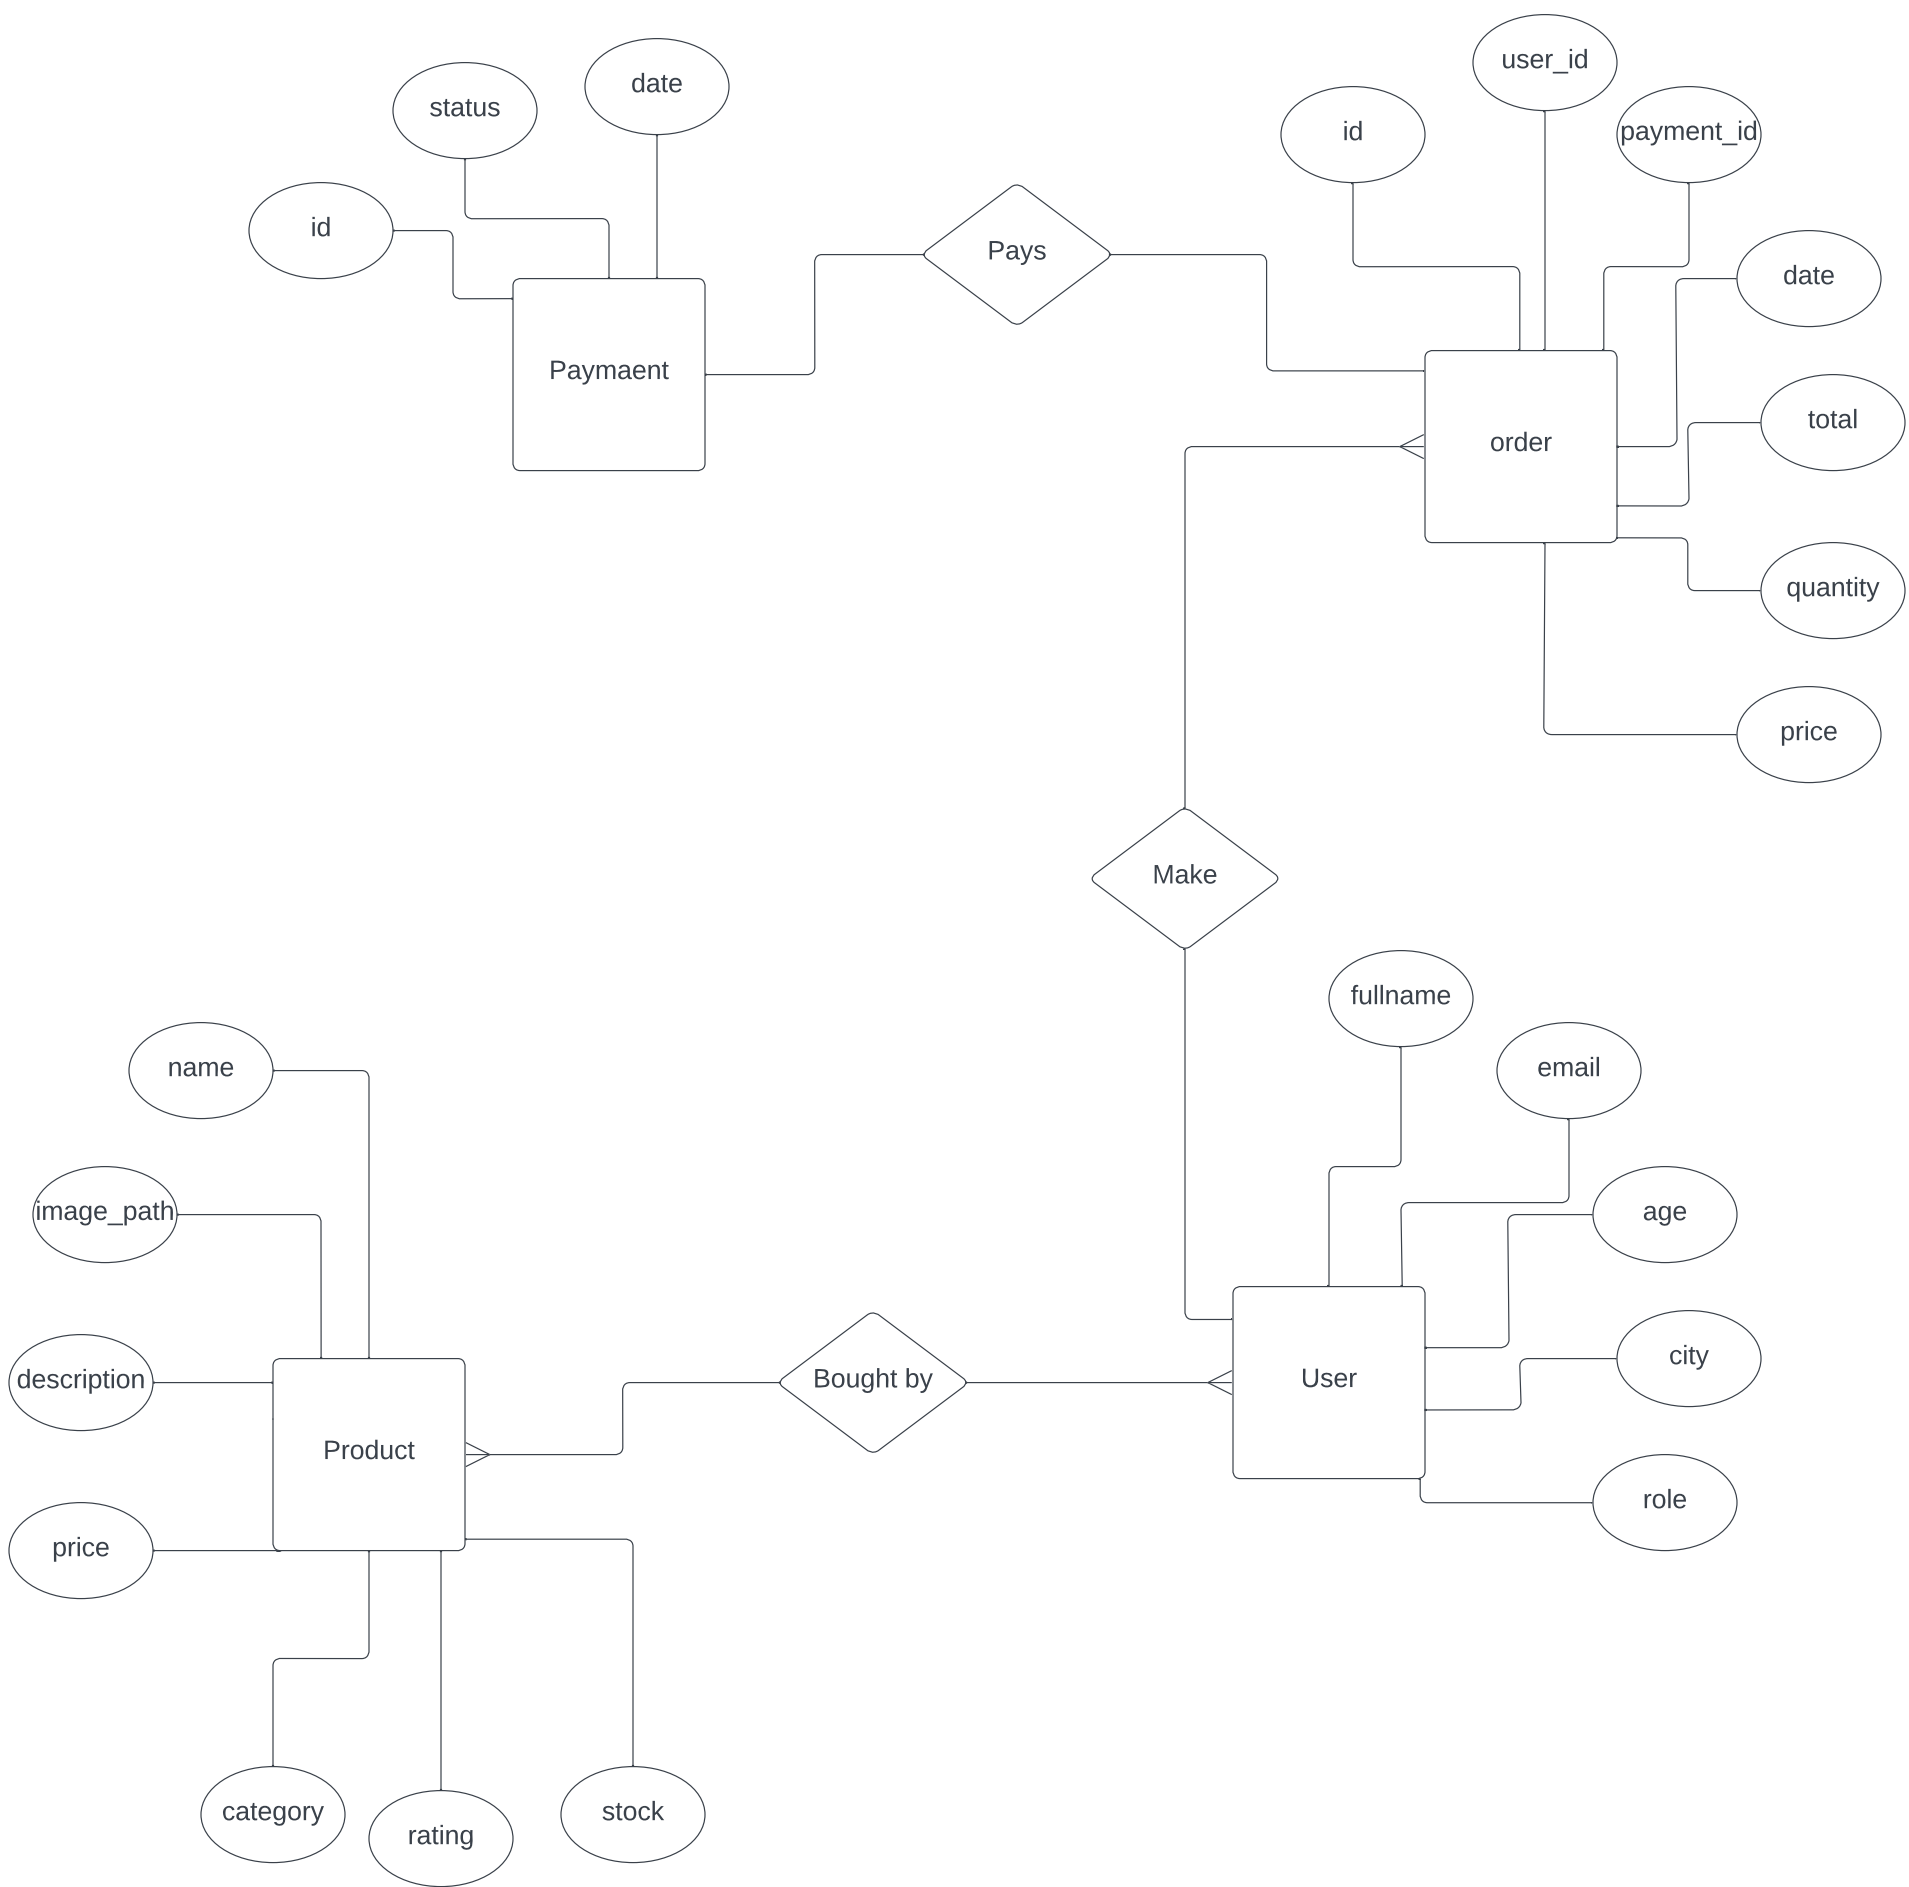 user_id
date
status
id
payment_id
id
Pays
date
Paymaent
order
total
quantity
price
Make
fullname
name
email
image_path
age
description
Bought by
User
city
Product
price
role
category
rating
stock